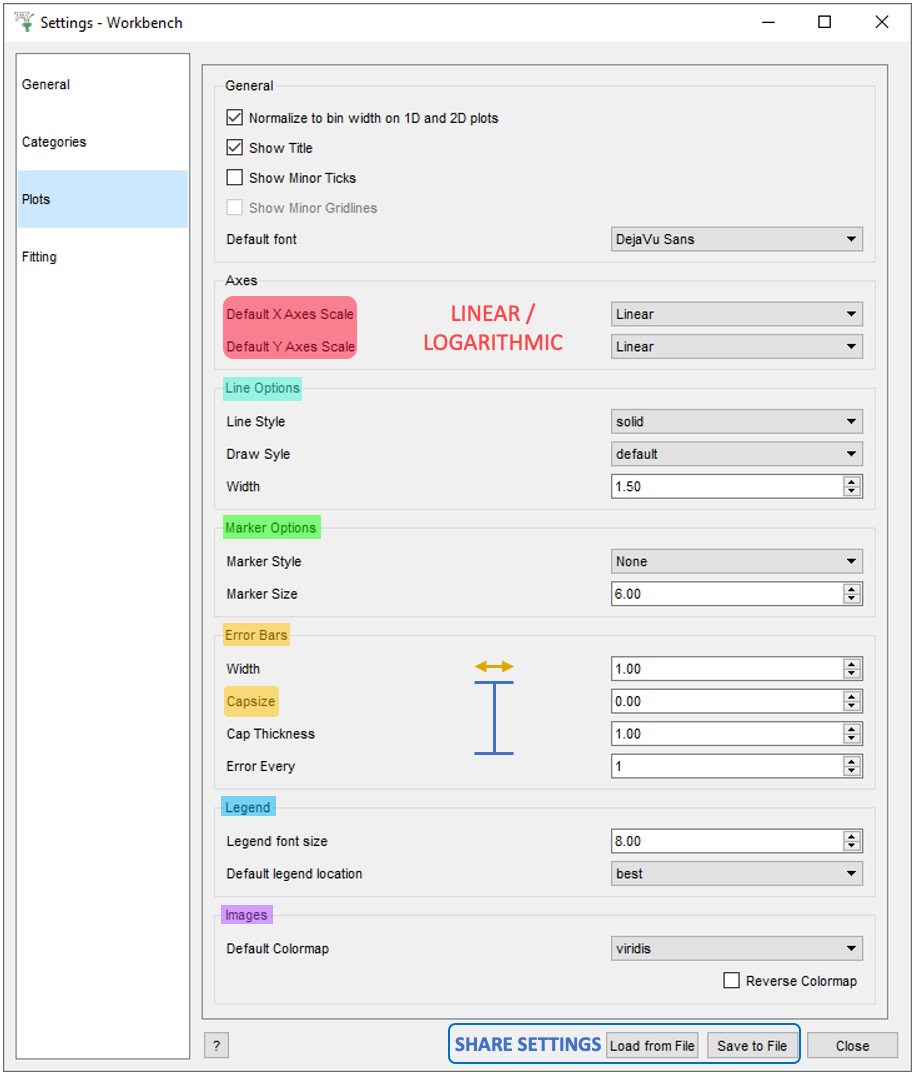 Settings - Workbench
General
Categories
Plots
Fitting
General
Normalize to bin width on 1D and 2D plots
Show Title
Show Minor Ticks
Show Minor Gridlines
Default font DejaVu Sans
Axes
Default X Axes Scale LINEAR / Linear
Default Y Axes Scale LOGARITHMIC Linear
Line Options
Line Style solid
Draw Syle default
Width 1.50
Marker Options
Marker Style None
Marker Size 6.00
Error Bars
Width 1.00
Capsize 0.00
Cap Thickness 1.00
Error Every 1
Legend
Legend font size 8.00
Default legend location best
Images
Default Colormap viridis
Reverse Colormap
? SHARE SETTINGS Load from File Save to File Close